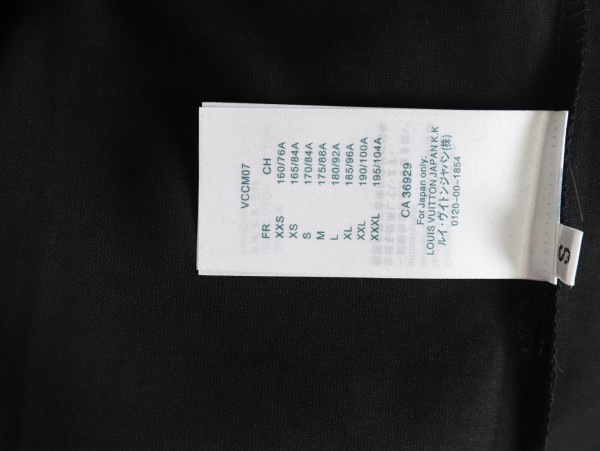 VCCM07
FR CH
XXS 160/76A
XS 165/84A
S 170/84A
M 175/88A
L 180/92A
XL 185/96A
XXL 190/100A
XXXL 195/104A
CA 36929
For Japan only:
LOUIS VUITTON JAPAN K.K
ルイ・ヴィトンジャパン(株)
0120-00-1854
S